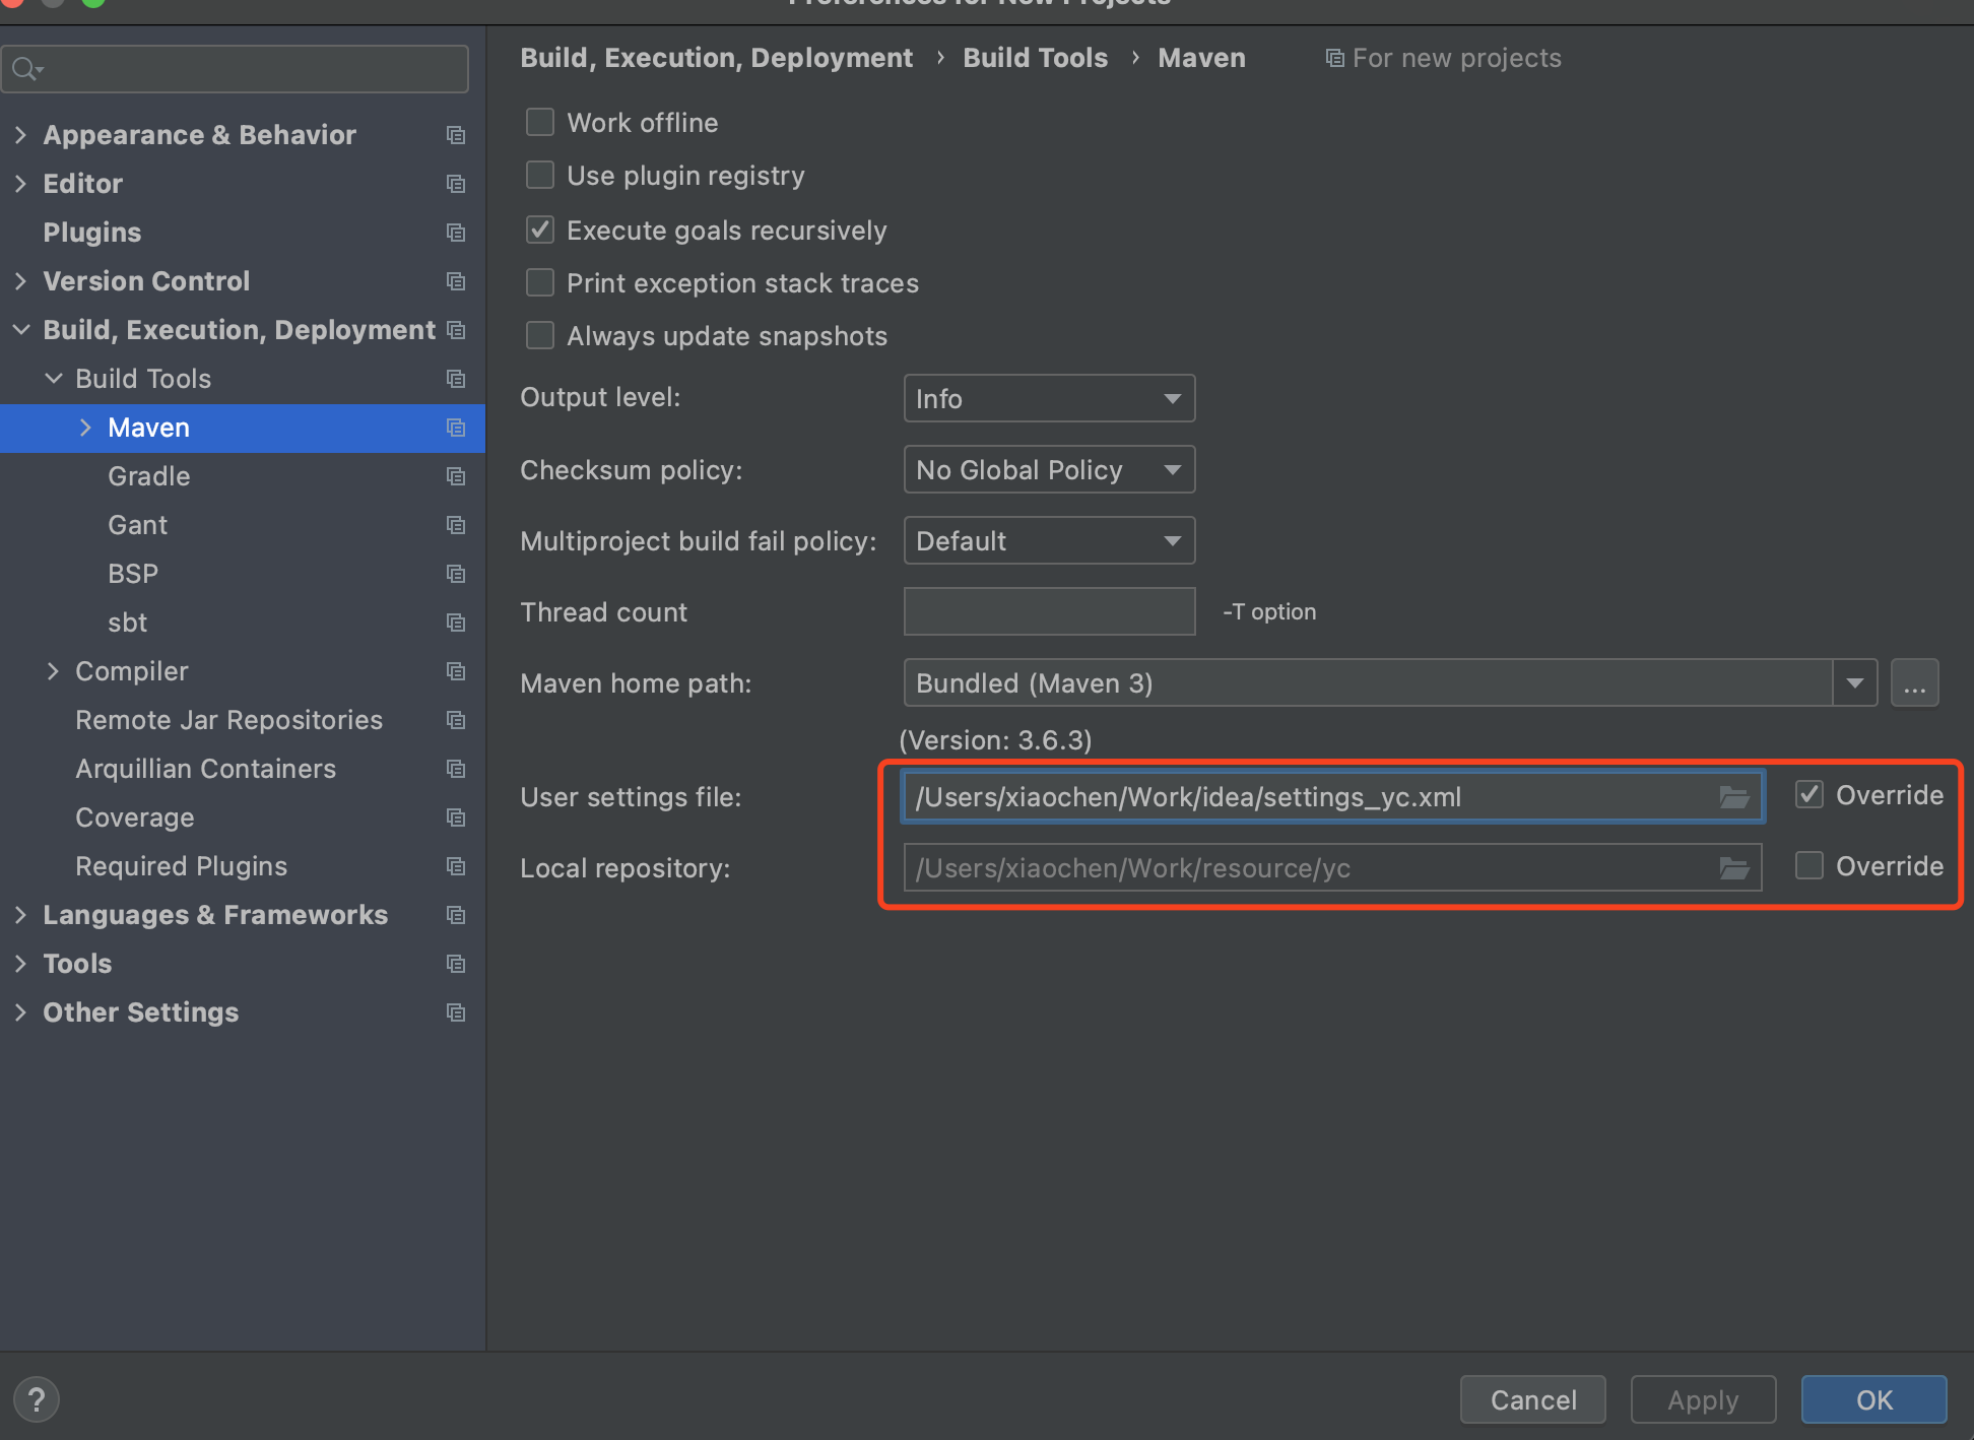 Preferences for New Projects
Build, Execution, Deployment › Build Tools › Maven For new projects
Appearance & Behavior
Editor
Plugins
Version Control
Build, Execution, Deployment
Build Tools
Maven
Gradle
Gant
BSP
sbt
Compiler
Remote Jar Repositories
Arquillian Containers
Coverage
Required Plugins
Languages & Frameworks
Tools
Other Settings
Work offline
Use plugin registry
Execute goals recursively
Print exception stack traces
Always update snapshots
Output level: Info
Checksum policy: No Global Policy
Multiproject build fail policy: Default
Thread count -T option
Maven home path: Bundled (Maven 3) ...
(Version: 3.6.3)
User settings file: /Users/xiaochen/Work/idea/settings_yc.xml Override
Local repository: /Users/xiaochen/Work/resource/yc Override
? Cancel Apply OK